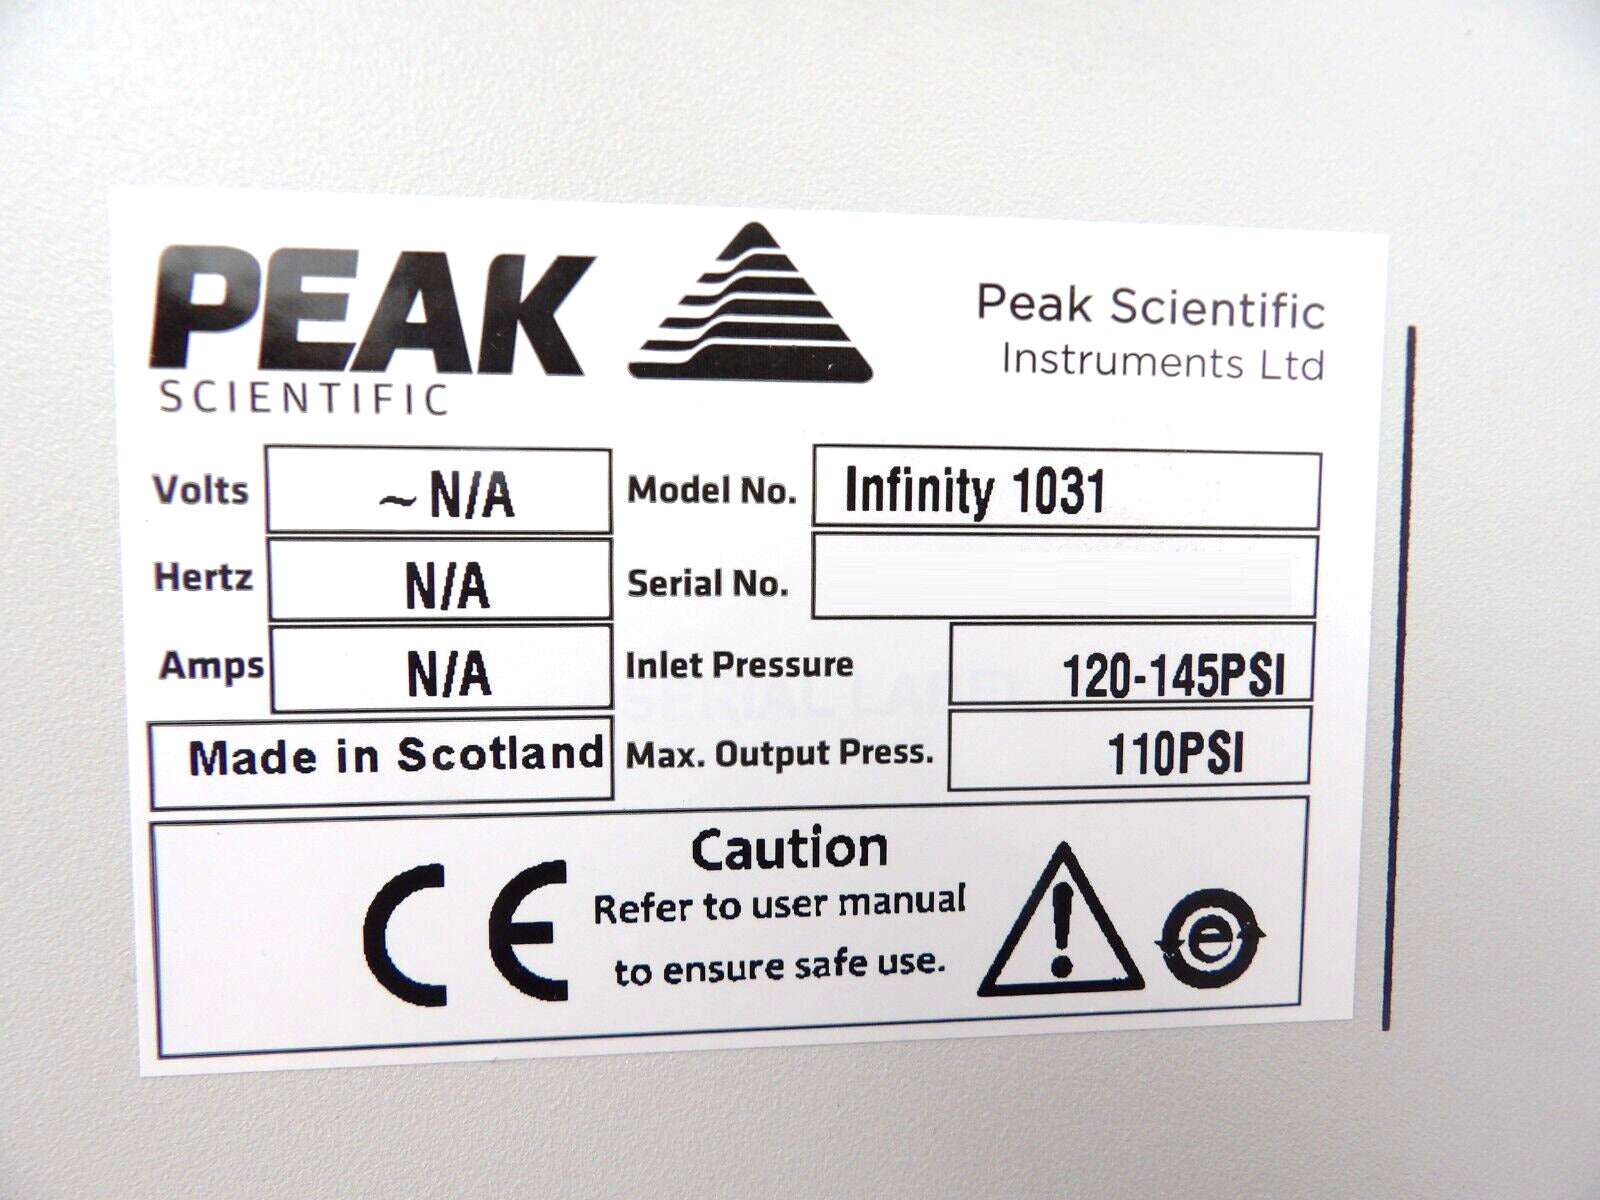 PEAK
SCIENTIFIC
Peak Scientific
Instruments Ltd
Volts ~ N/A Model No. Infinity 1031
Hertz N/A Serial No.
Amps N/A Inlet Pressure 120-145PSI
Made in Scotland Max. Output Press. 110PSI
CE
Caution
Refer to user manual
to ensure safe use.
!
e